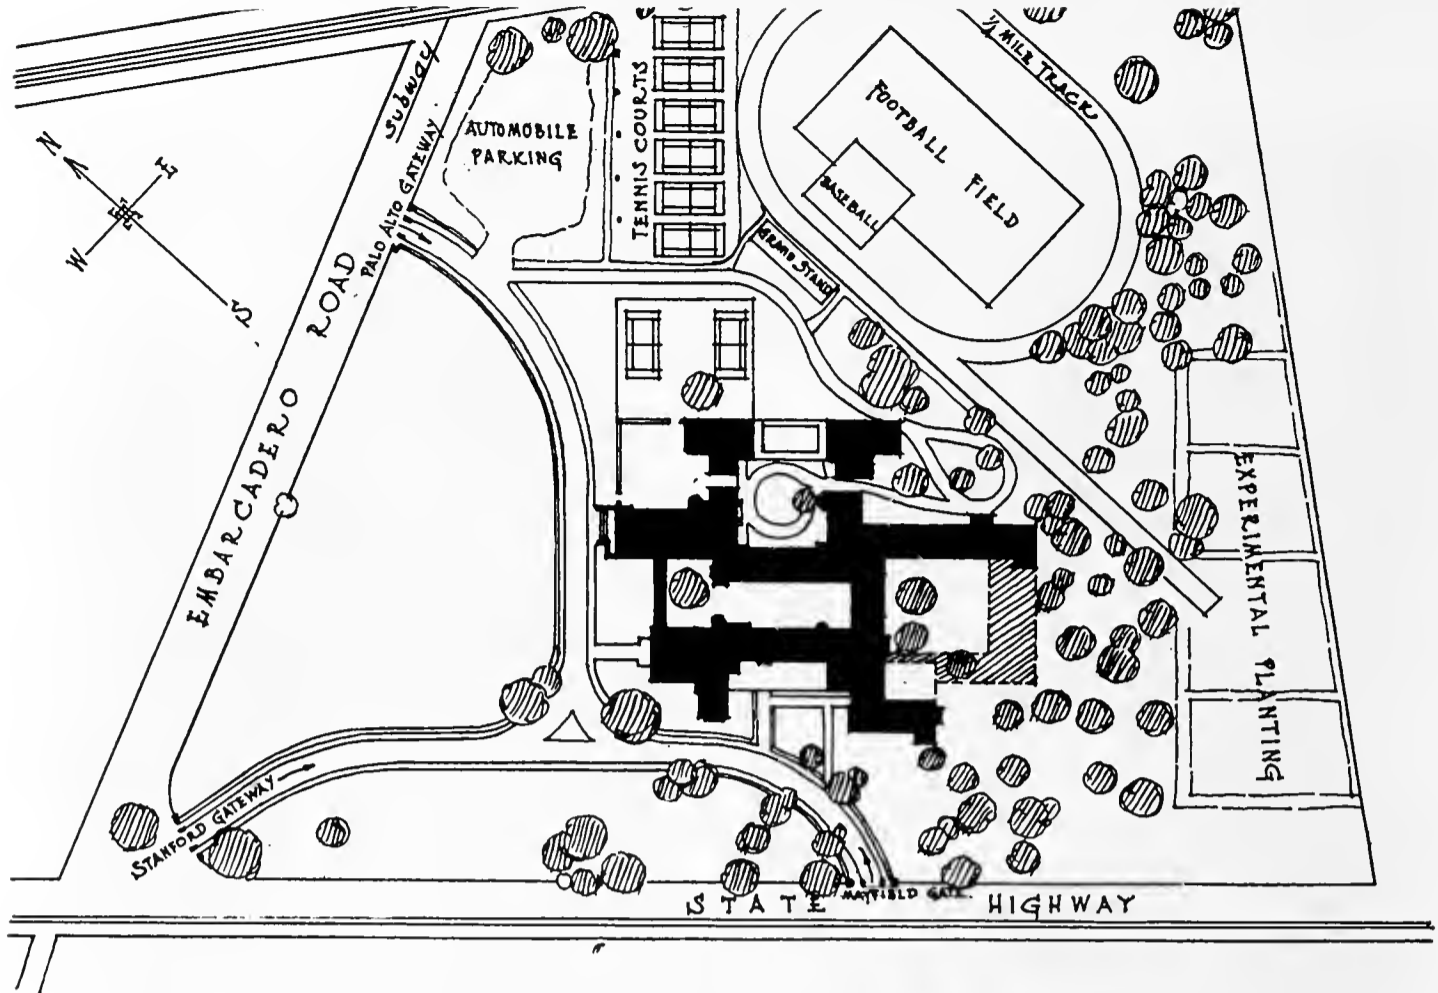 Subway
AUTOMOBILE
PARKING
TENNIS COURTS
1/4 MILE TRACK
FOOTBALL FIELD
BASEBALL
GRAND STAND
N
E
W
S
PALO ALTO GATEWAY
EMBARCADERO ROAD
EXPERIMENTAL PLANTING
STANFORD GATEWAY
MAYFIELD GATE
STATE HIGHWAY